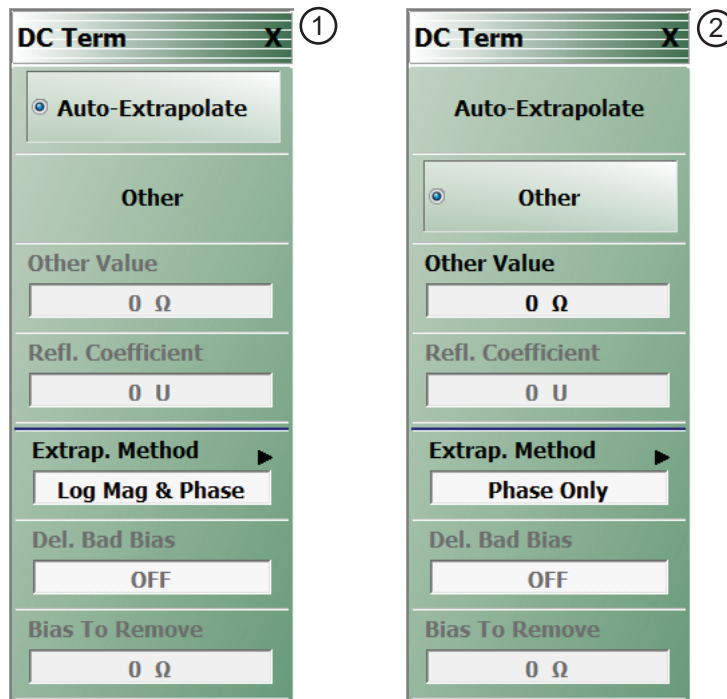 DC Term X
1
Auto-Extrapolate
Other
Other Value
0 Ω
Refl. Coefficient
0 U
Extrap. Method
Log Mag & Phase
Del. Bad Bias
OFF
Bias To Remove
0 Ω
DC Term X
2
Auto-Extrapolate
Other
Other Value
0 Ω
Refl. Coefficient
0 U
Extrap. Method
Phase Only
Del. Bad Bias
OFF
Bias To Remove
0 Ω